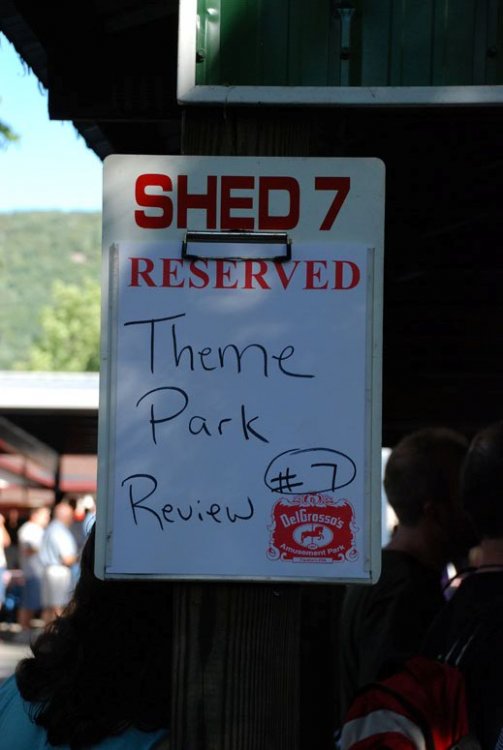 SHED 7
RESERVED
Theme
Park
Review #7
DelGrosso's
Amusement Park